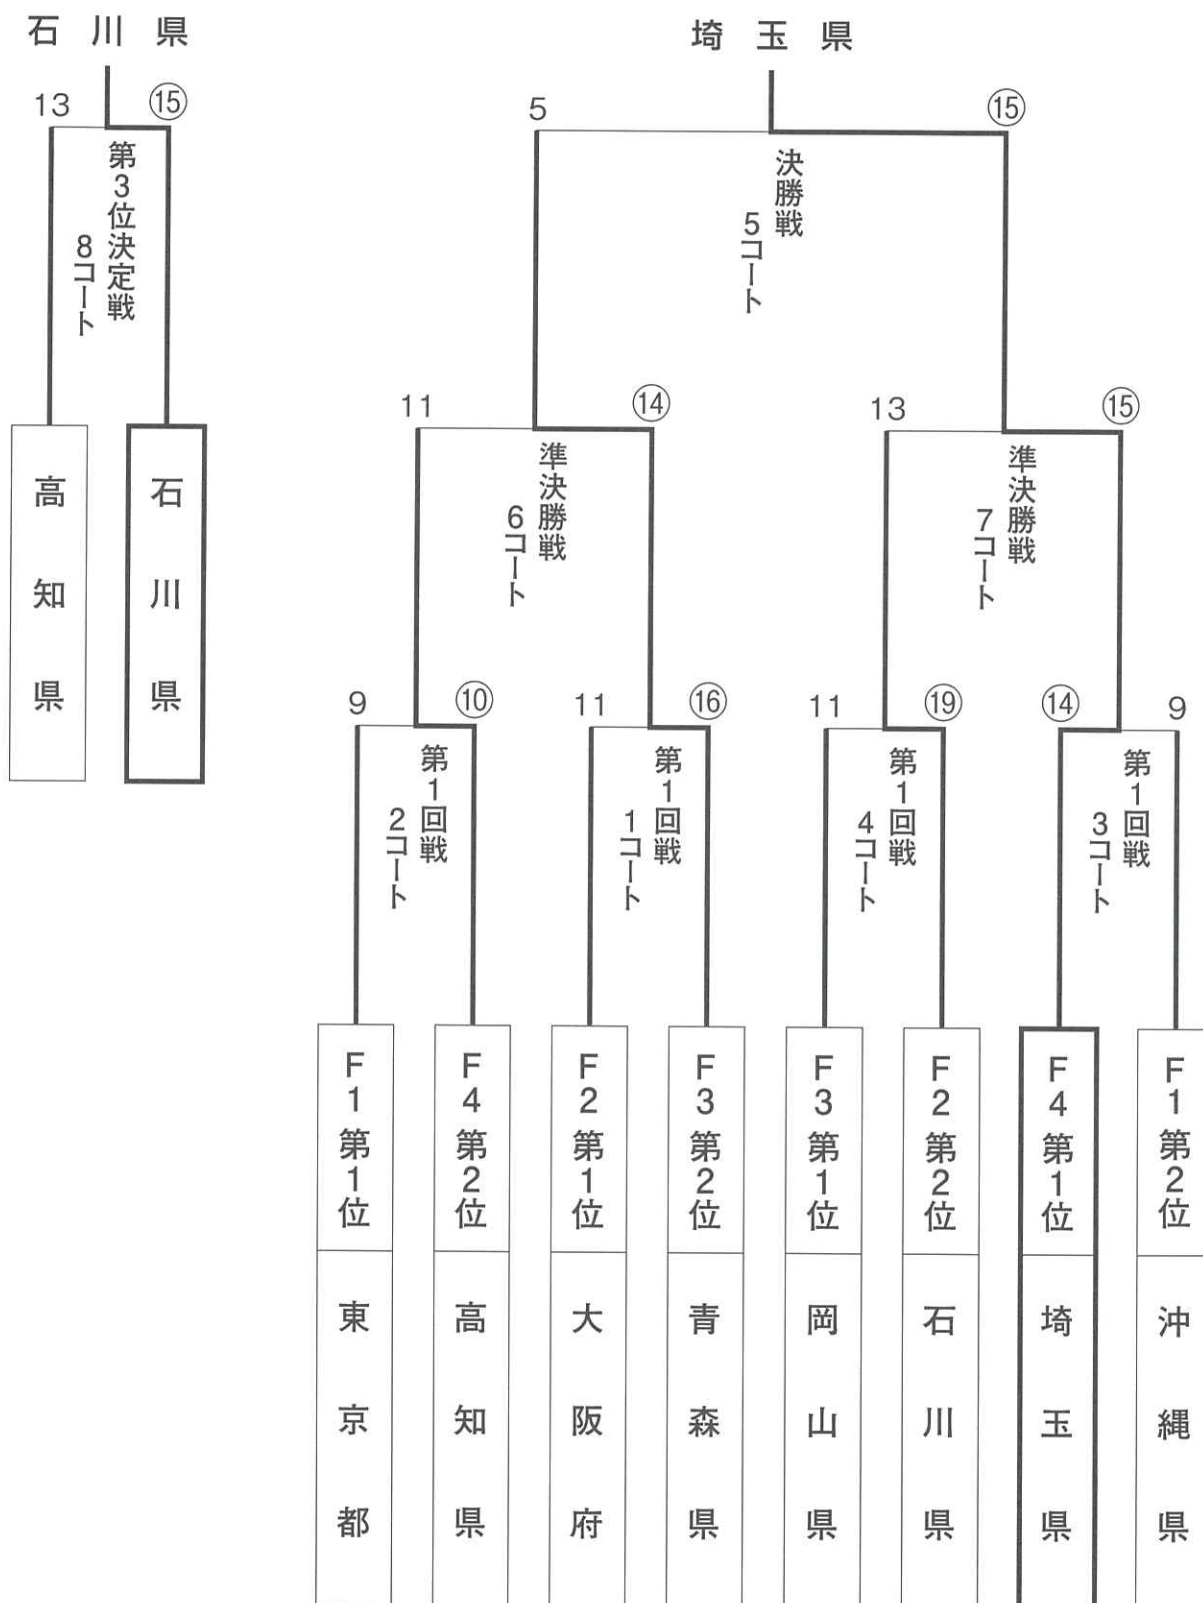 石川県
13
⑮
第3位決定戦
8コート
高知県
石川県
埼玉県
5
⑮
決勝戦
5コート
11
⑭
準決勝戦
6コート
13
⑮
準決勝戦
7コート
9
⑩
第1回戦
2コート
11
⑯
第1回戦
1コート
11
⑲
第1回戦
4コート
⑭
9
第1回戦
3コート
F1第1位
東京都
F4第2位
高知県
F2第1位
大阪府
F3第2位
青森県
F3第1位
岡山県
F2第2位
石川県
F4第1位
埼玉県
F1第2位
沖縄県